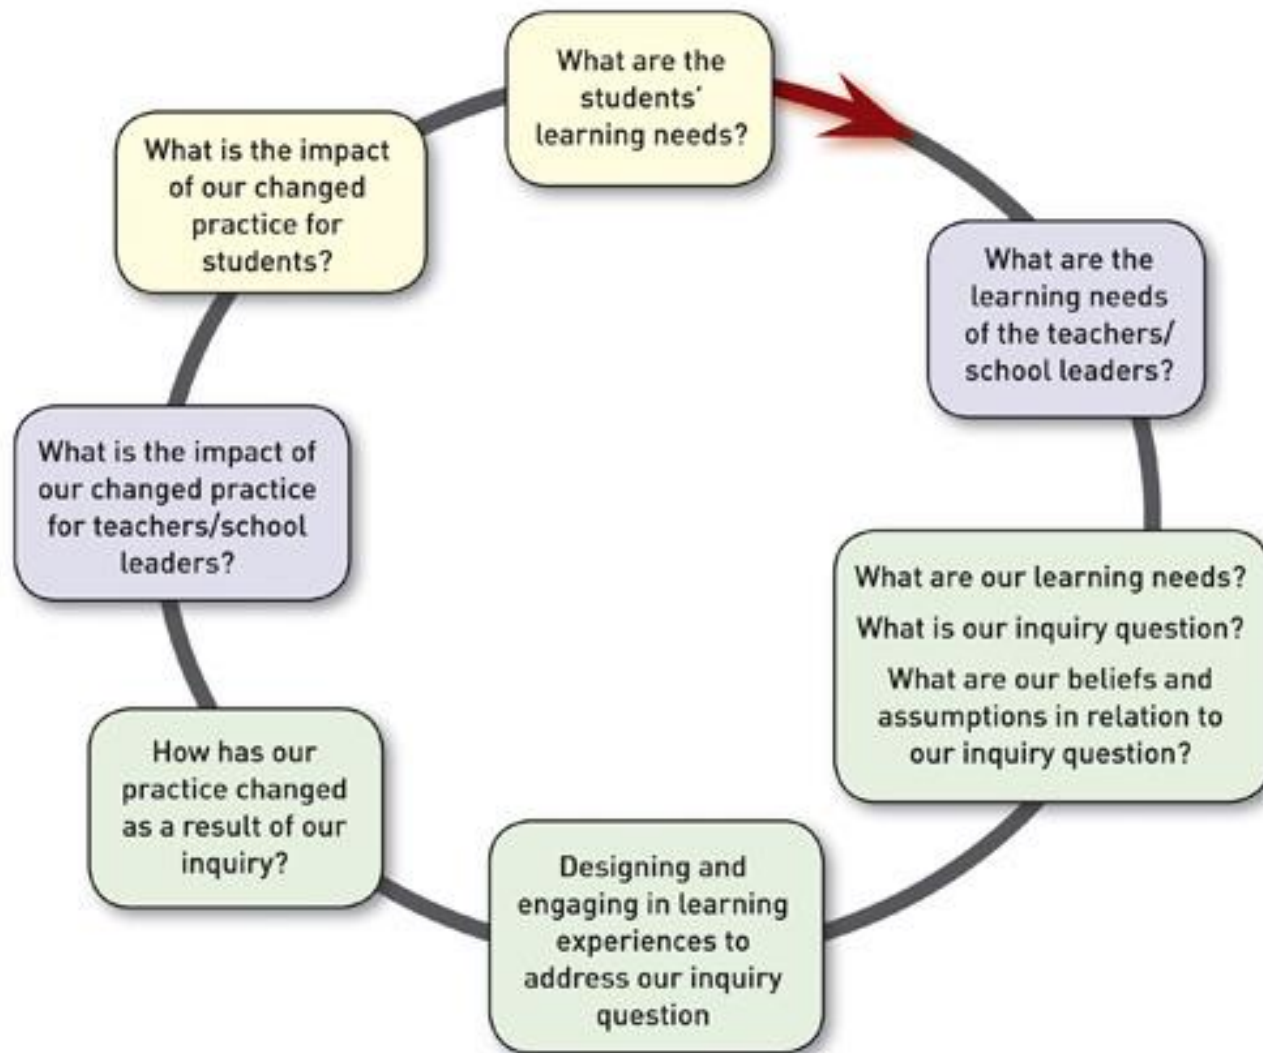 What are the
students'
learning needs?
What are the
learning needs
of the teachers/
school leaders?
What are our learning needs?
What is our inquiry question?
What are our beliefs and
assumptions in relation to
our inquiry question?
Designing and
engaging in learning
experiences to
address our inquiry
question
How has our
practice changed
as a result of our
inquiry?
What is the impact of
our changed practice
for teachers/school
leaders?
What is the impact
of our changed
practice for
students?